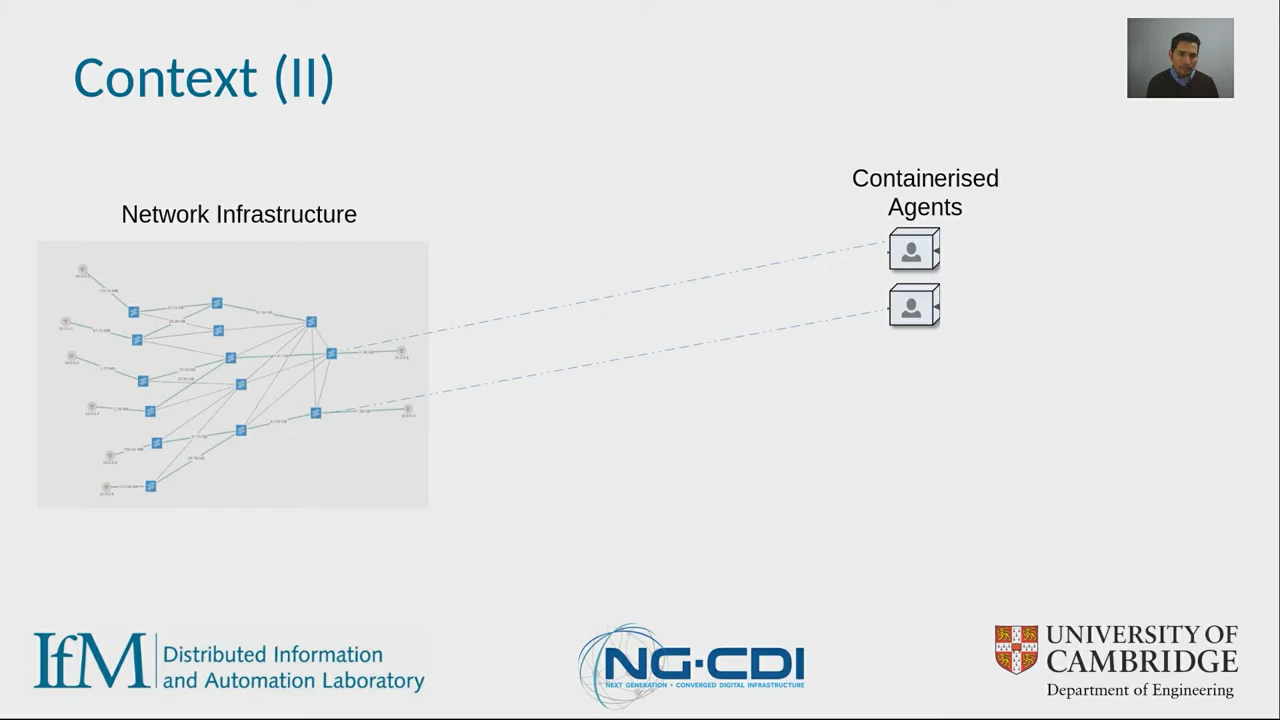 Context (II)
Containerised
Agents
Network Infrastructure
IfM
Distributed Information
and Automation Laboratory
NG·CDI
NEXT GENERATION • CONVERGED DIGITAL INFRASTRUCTURE
UNIVERSITY OF
CAMBRIDGE
Department of Engineering